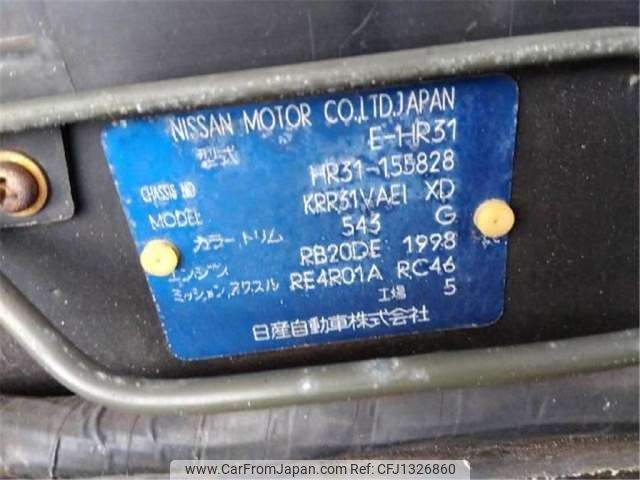 NISSAN MOTOR CO.,LTD.JAPAN
型式 E-HR31
CHASSIS NO HR31-155828
MODEL KRR31VAEI XD
カラー トリム 543 G
エンジン RB20DE 1998
ミッション,アクスル RE4R01A RC46
工場 5
日産自動車株式会社
www.CarFromJapan.com | CFJ1326860